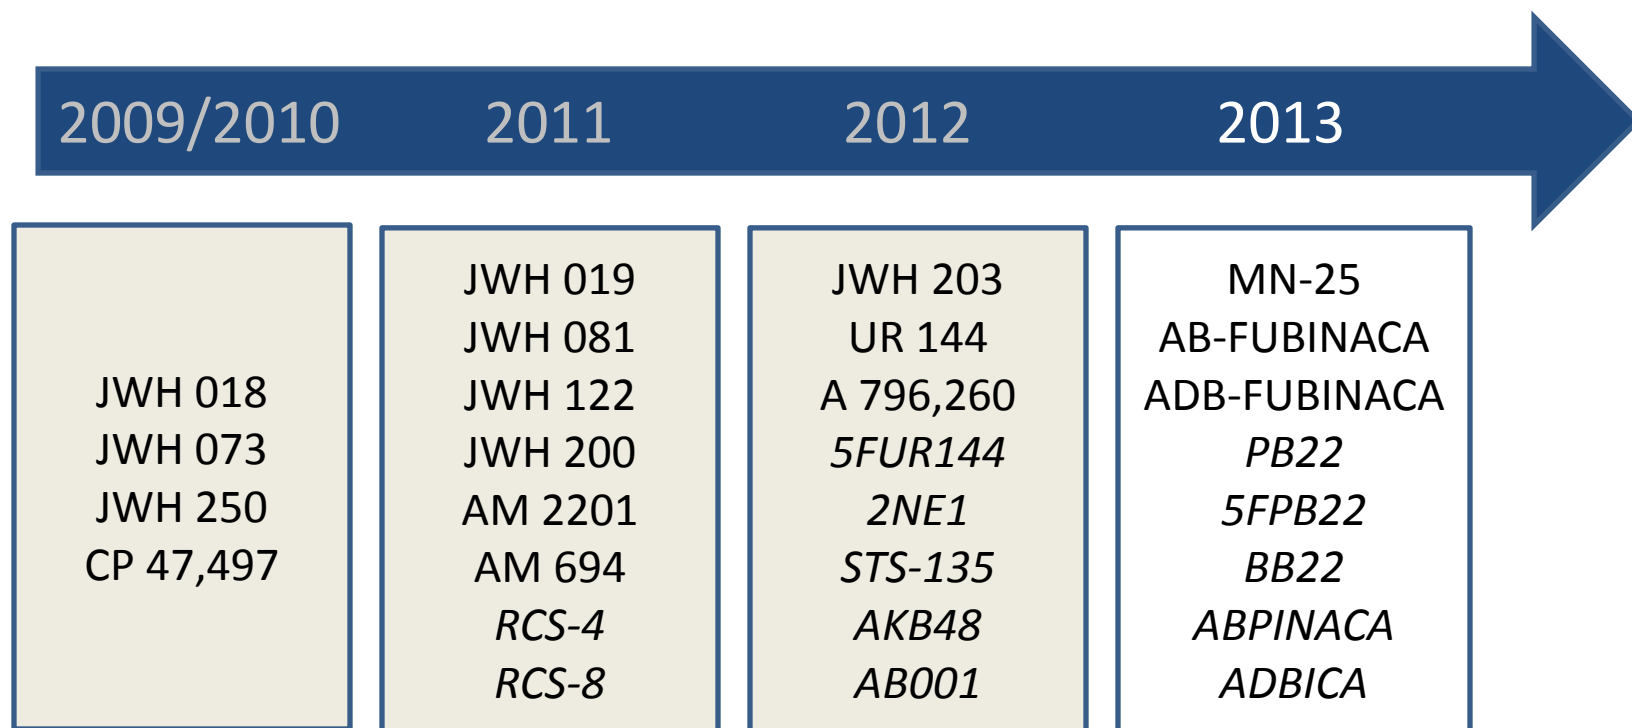 2009/2010
2011
2012
2013
JWH 018
JWH 073
JWH 250
CP 47,497
JWH 019
JWH 081
JWH 122
JWH 200
AM 2201
AM 694
RCS-4
RCS-8
JWH 203
UR 144
A 796,260
5FUR144
2NE1
STS-135
AKB48
AB001
MN-25
AB-FUBINACA
ADB-FUBINACA
PB22
5FPB22
BB22
ABPINACA
ADBICA